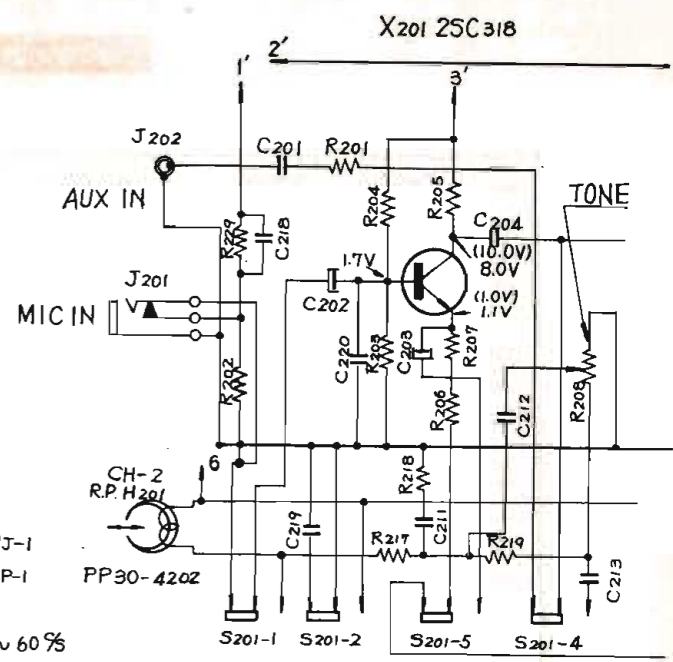 X201 2SC318
2'
1'
3'
J202
C201
R201
AUX IN
R204
R205
TONE
C204
R229
C218
(10.0V)
8.0V
1.7V
J201
C202
(1.0V)
1.1V
MIC IN
C220
R203
C203
R207
R202
R206
C212
R208
6
CH-2
R.P.H201
R218
C219
C211
J-1
R217
R219
P-1
PP30-4202
C213
60%
S201-1
S201-2
S201-5
S201-4